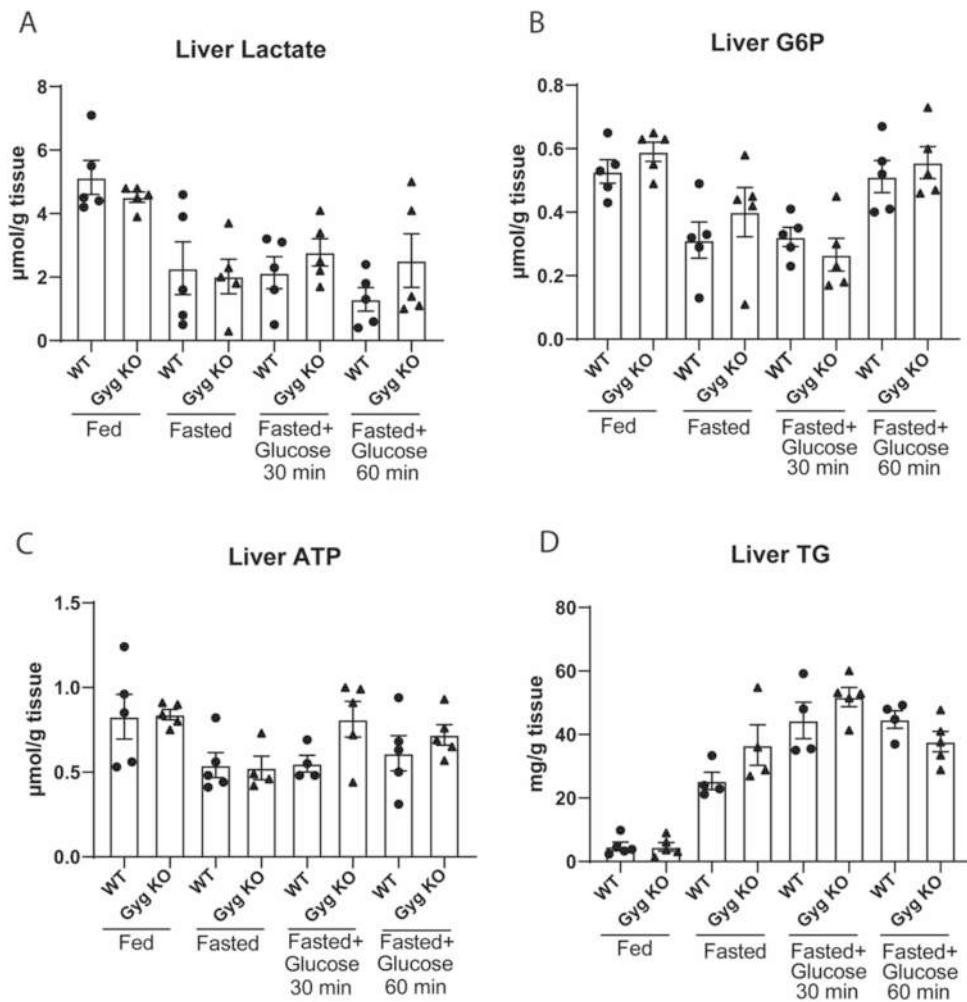 A
Liver Lactate
μmol/g tissue
8
6
4
2
0
WT
Gyg KO
WT
Gyg KO
WT
Gyg KO
WT
Gyg KO
Fed
Fasted
Fasted+
Glucose
30 min
Fasted+
Glucose
60 min
B
Liver G6P
μmol/g tissue
0.8
0.6
0.4
0.2
0.0
WT
Gyg KO
WT
Gyg KO
WT
Gyg KO
WT
Gyg KO
Fed
Fasted
Fasted+
Glucose
30 min
Fasted+
Glucose
60 min
C
Liver ATP
μmol/g tissue
1.5
1.0
0.5
0.0
WT
Gyg KO
WT
Gyg KO
WT
Gyg KO
WT
Gyg KO
Fed
Fasted
Fasted+
Glucose
30 min
Fasted+
Glucose
60 min
D
Liver TG
mg/g tissue
80
60
40
20
0
WT
Gyg KO
WT
Gyg KO
WT
Gyg KO
WT
Gyg KO
Fed
Fasted
Fasted+
Glucose
30 min
Fasted+
Glucose
60 min